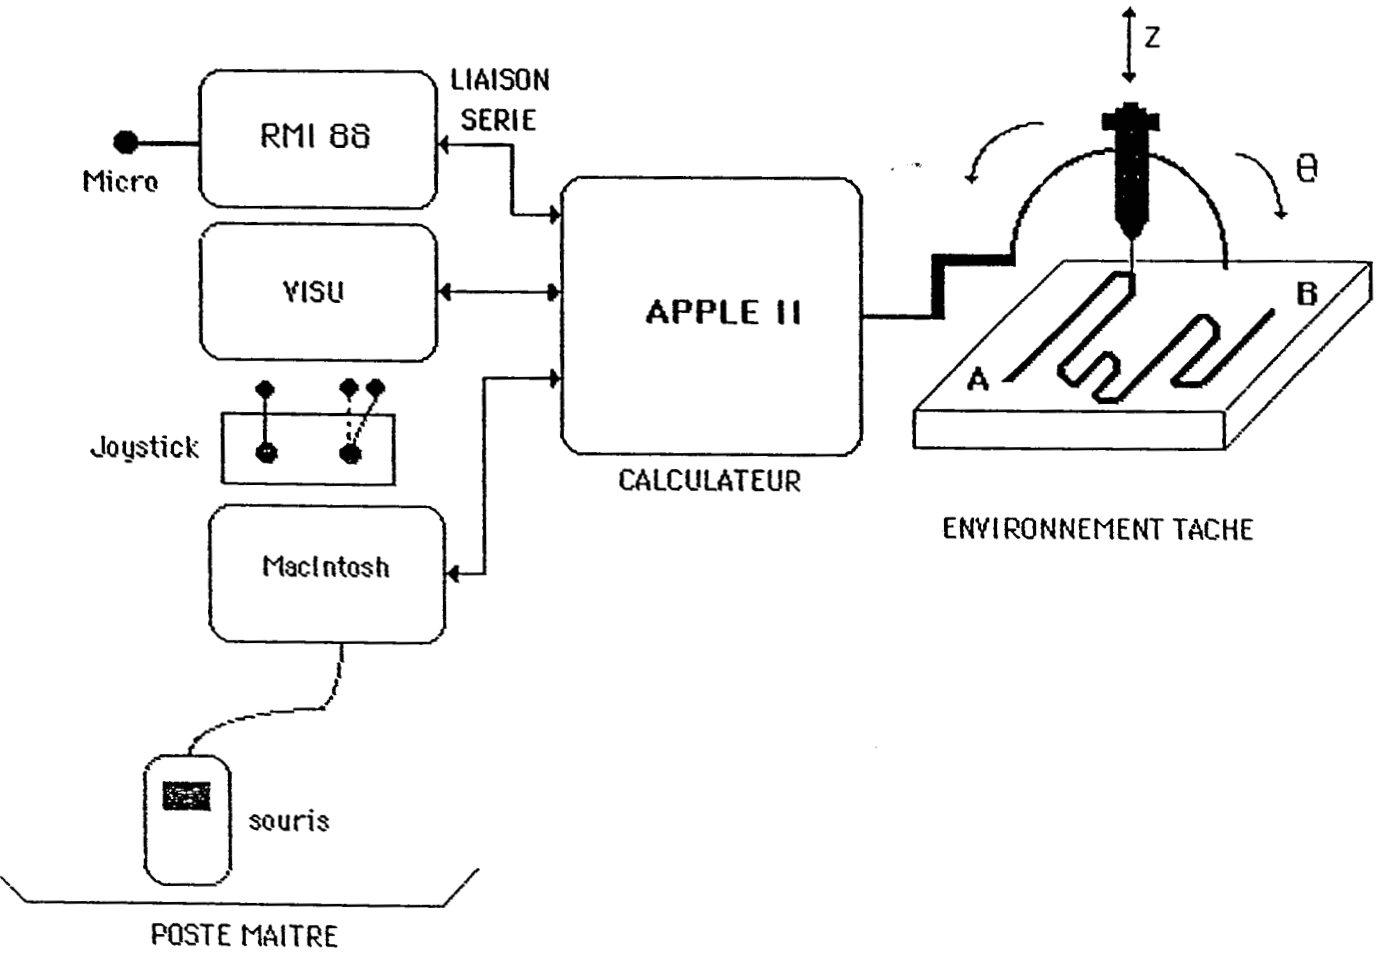 LIAISON
SERIE
RMI 88
Micro
VISU
Joystick
MacIntosh
souris
POSTE MAITRE
APPLE II
CALCULATEUR
Z
θ
A
B
ENVIRONNEMENT TACHE